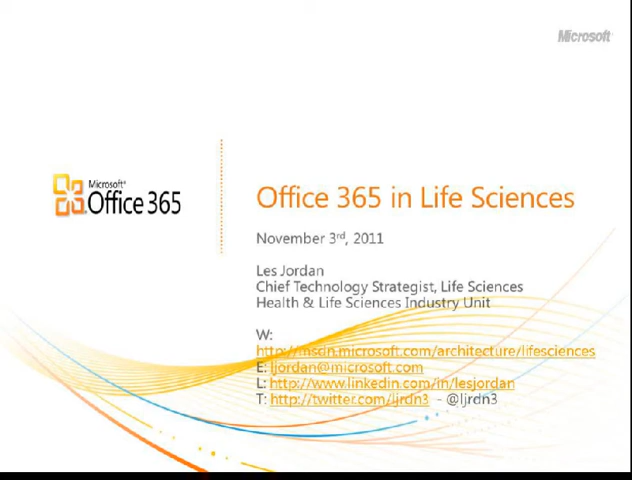 Microsoft
Microsoft®
Office 365
Office 365 in Life Sciences
November 3rd, 2011
Les Jordan
Chief Technology Strategist, Life Sciences
Health & Life Sciences Industry Unit
W:
http://msdn.microsoft.com/architecture/lifesciences
E: ljordan@microsoft.com
L: http://www.linkedin.com/in/lesjordan
T: http://twitter.com/ljrdn3 - @ljrdn3